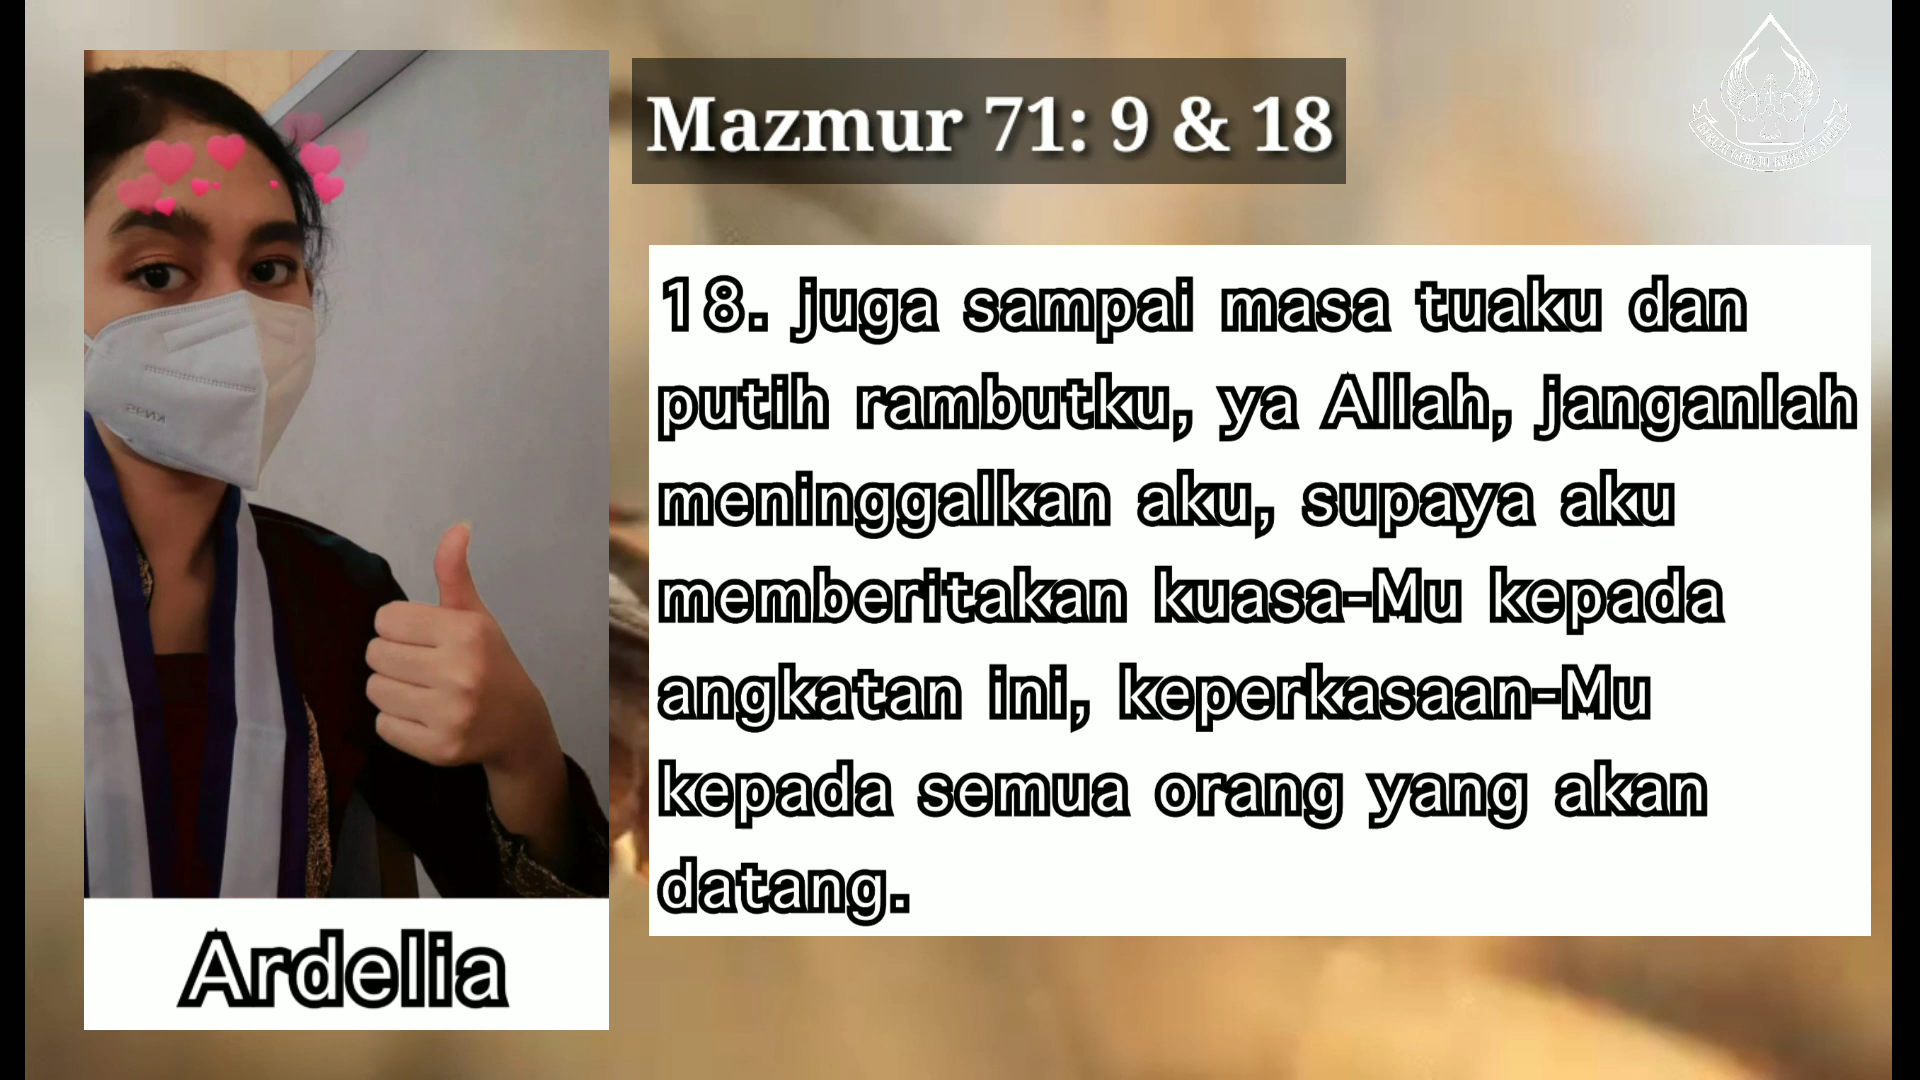 Mazmur 71: 9 & 18
18. juga sampai masa tuaku dan
putih rambutku, ya Allah, janganlah
meninggalkan aku, supaya aku
memberitakan kuasa-Mu kepada
angkatan ini, keperkasaan-Mu
kepada semua orang yang akan
datang.
Ardelia